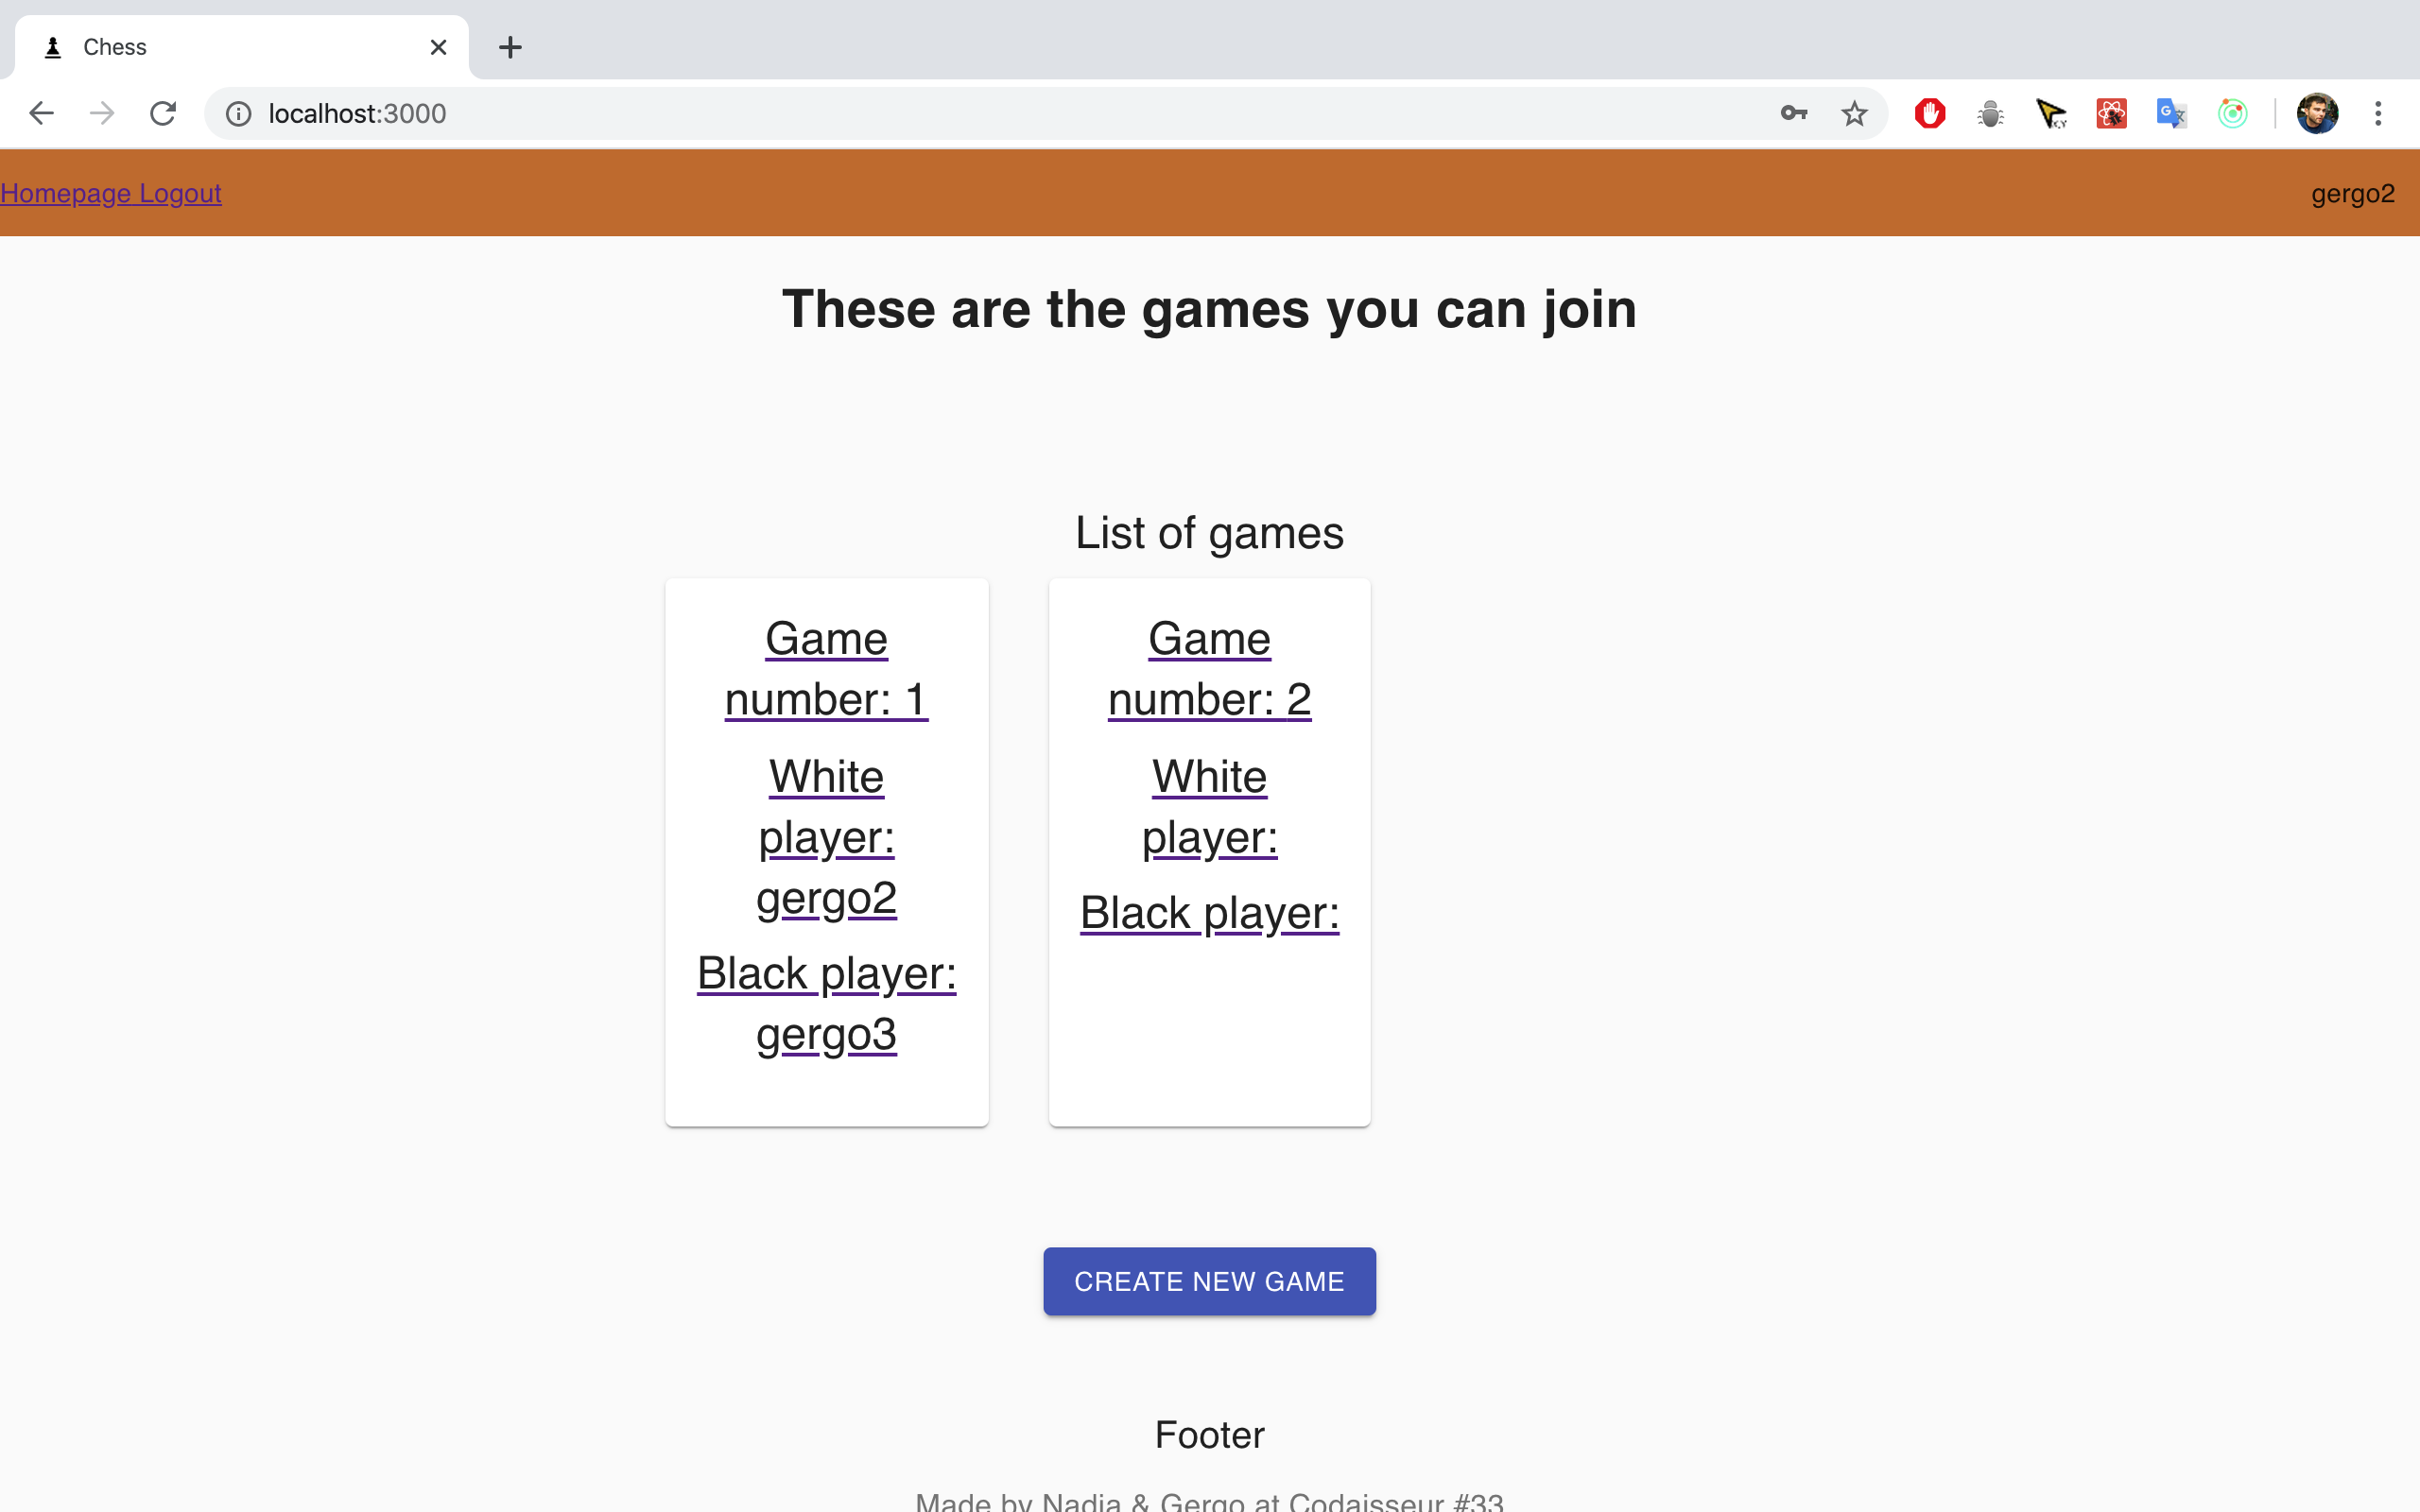 Chess
localhost:3000
Homepage Logout
gergo2
These are the games you can join
List of games
Game
number: 1
White
player:
gergo2
Black player:
gergo3
Game
number: 2
White
player:
Black player:
CREATE NEW GAME
Footer
Made by Nadia & Gergo at Codaisseur #33